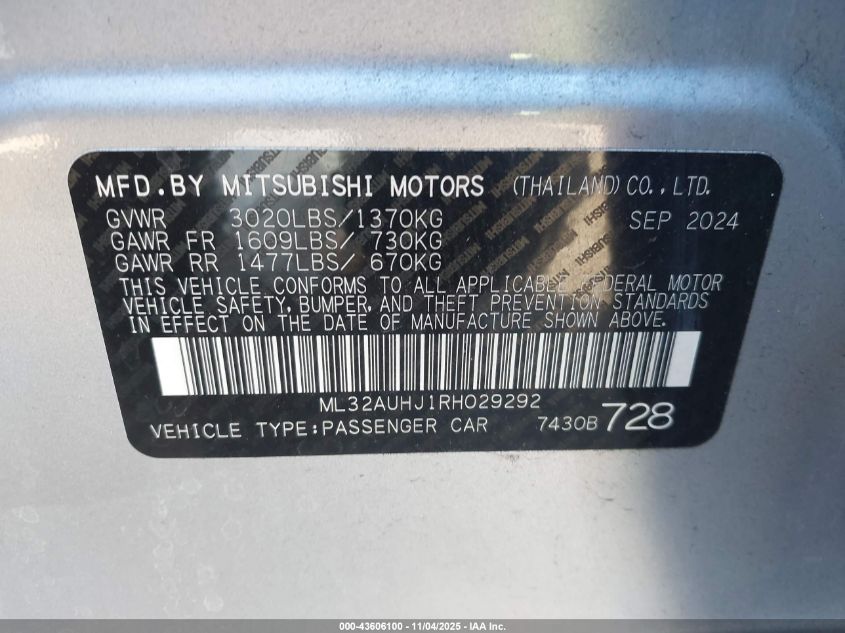 MFD.BY MITSUBISHI MOTORS (THAILAND)CO.,LTD.
GVWR 3020LBS/1370KG SEP 2024
GAWR FR 1609LBS/ 730KG
GAWR RR 1477LBS/ 670KG
THIS VEHICLE CONFORMS TO ALL APPLICABLE FEDERAL MOTOR
VEHICLE SAFETY, BUMPER, AND THEFT PREVENTION STANDARDS
IN EFFECT ON THE DATE OF MANUFACTURE SHOWN ABOVE.
ML32AUHJ1RH029292
VEHICLE TYPE:PASSENGER CAR 7430B 728
000-43606100 - 11/04/2025 - IAA Inc.